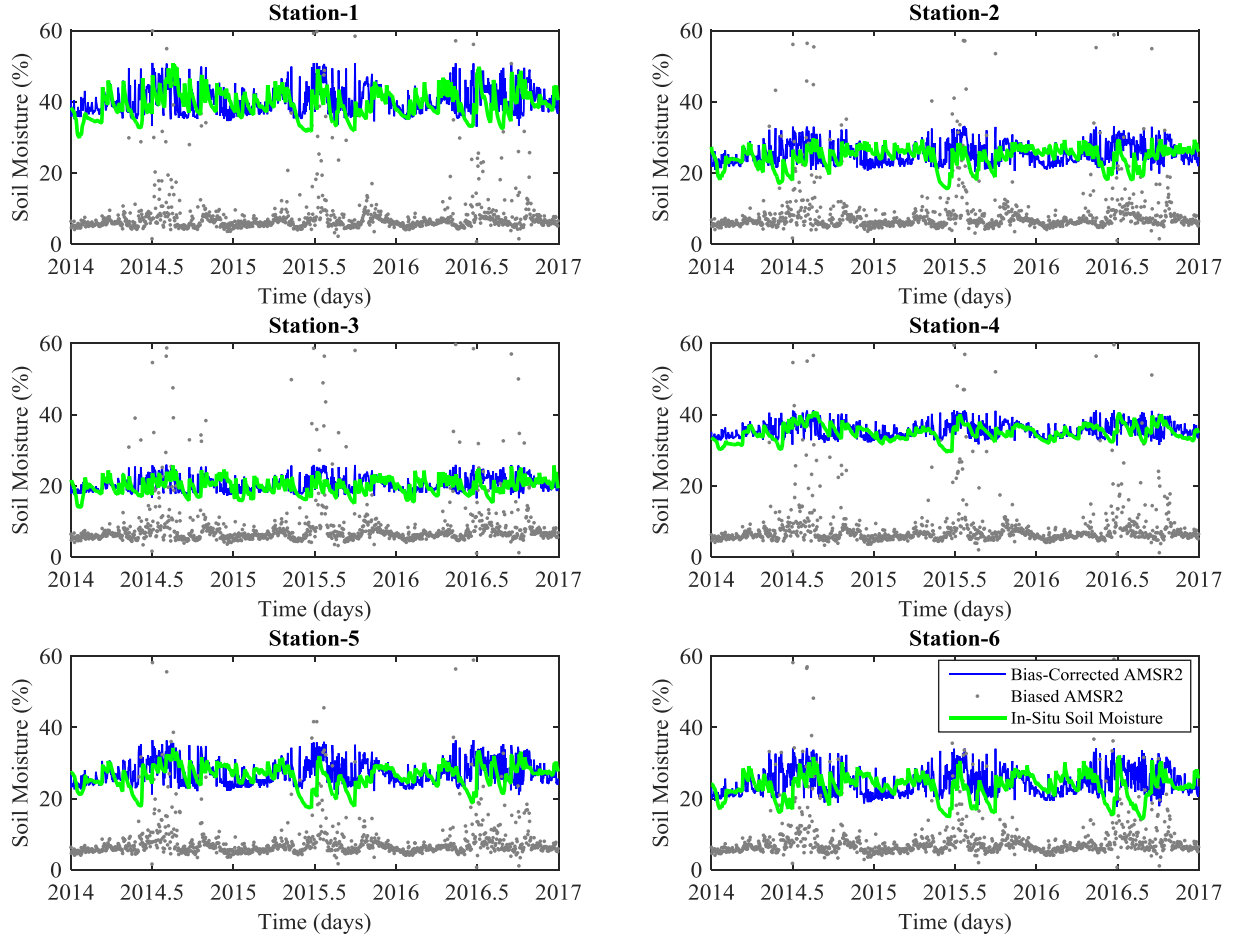 Station-1
Soil Moisture (%)
60
40
20
0
2014 2014.5 2015 2015.5 2016 2016.5 2017
Time (days)
Station-2
Soil Moisture (%)
60
40
20
0
2014 2014.5 2015 2015.5 2016 2016.5 2017
Time (days)
Station-3
Soil Moisture (%)
60
40
20
0
2014 2014.5 2015 2015.5 2016 2016.5 2017
Time (days)
Station-4
Soil Moisture (%)
60
40
20
0
2014 2014.5 2015 2015.5 2016 2016.5 2017
Time (days)
Station-5
Soil Moisture (%)
60
40
20
0
2014 2014.5 2015 2015.5 2016 2016.5 2017
Time (days)
Station-6
Soil Moisture (%)
60
40
20
0
Bias-Corrected AMSR2
Biased AMSR2
In-Situ Soil Moisture
2014 2014.5 2015 2015.5 2016 2016.5 2017
Time (days)